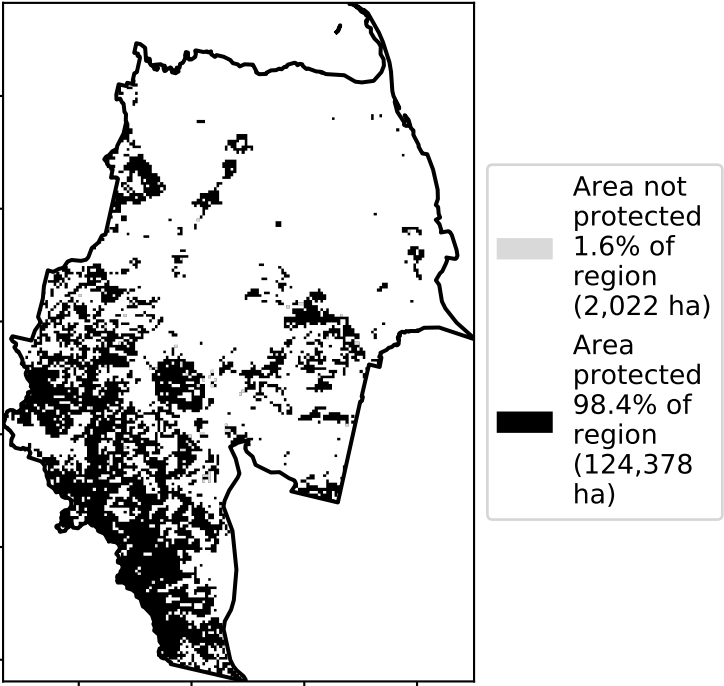 Area not
protected
1.6% of
region
(2,022 ha)
Area
protected
98.4% of
region
(124,378
ha)